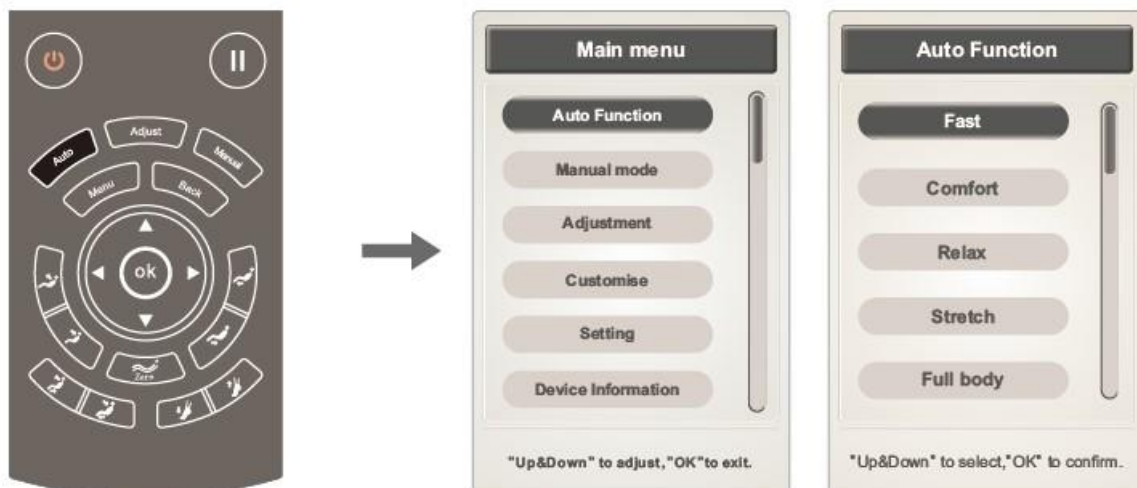 Auto
Adjust
Manual
Menu
Back
ok
Zero
Main menu
Auto Function
Manual mode
Adjustment
Customise
Setting
Device Information
"Up&Down" to adjust,"OK"to exit.
Auto Function
Fast
Comfort
Relax
Stretch
Full body
"Up&Down" to select,"OK" to confirm.